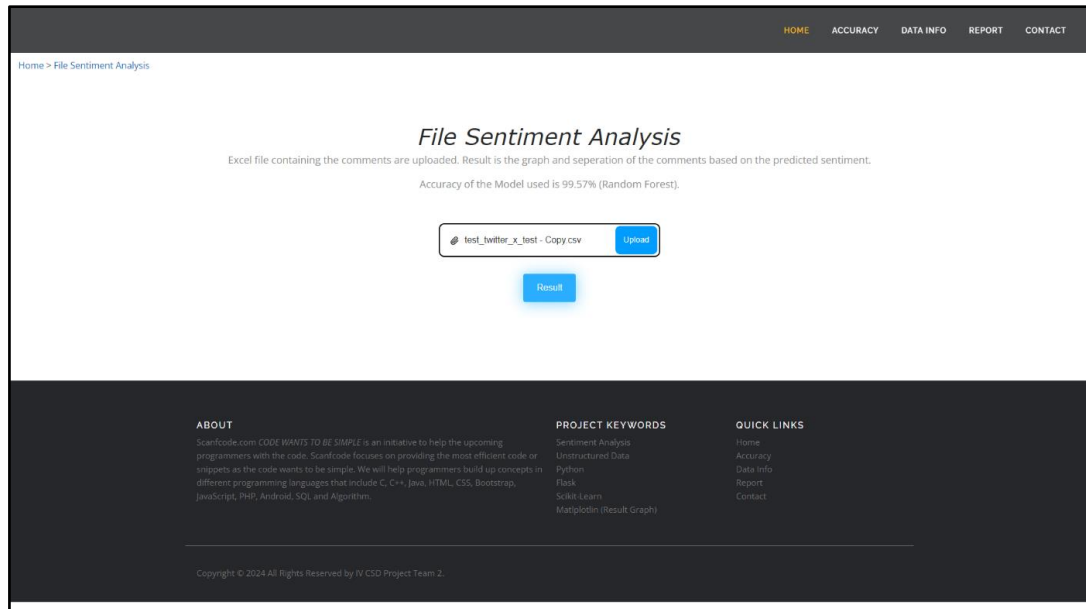 HOME ACCURACY DATA INFO REPORT CONTACT
Home > File Sentiment Analysis
File Sentiment Analysis
Excel file containing the comments are uploaded. Result is the graph and seperation of the comments based on the predicted sentiment.
Accuracy of the Model used is 99.57% (Random Forest).
test_twitter_x_test - Copy.csv Upload
Result
ABOUT
Scanfcode.com CODE WANTS TO BE SIMPLE is an initiative to help the upcoming
programmers with the code. Scanfcode focuses on providing the most efficient code or
snippets as the code wants to be simple. We will help programmers build up concepts in
different programming languages that include C, C++, Java, HTML, CSS, Bootstrap,
JavaScript, PHP, Android, SQL and Algorithm.
PROJECT KEYWORDS
Sentiment Analysis
Unstructured Data
Python
Flask
Scikit-Learn
Matlplotlin (Result Graph)
QUICK LINKS
Home
Accuracy
Data Info
Report
Contact
Copyright © 2024 All Rights Reserved by IV CSD Project Team 2.